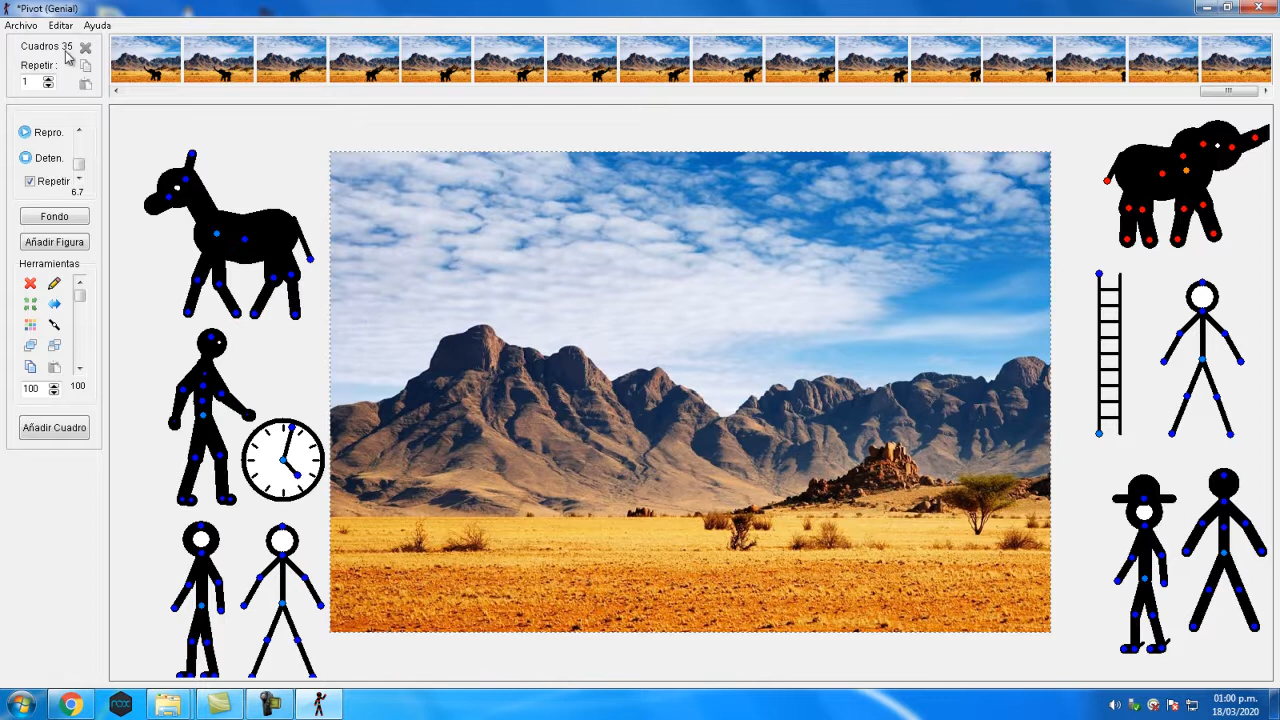 *Pivot (Genial)
Archivo Editar Ayuda
Cuadros 35
Repetir :
1
Repro.
Deten.
Repetir
6.7
Fondo
Añadir Figura
Herramientas
100 100
Añadir Cuadro
nox
01:00 p.m.
18/03/2020